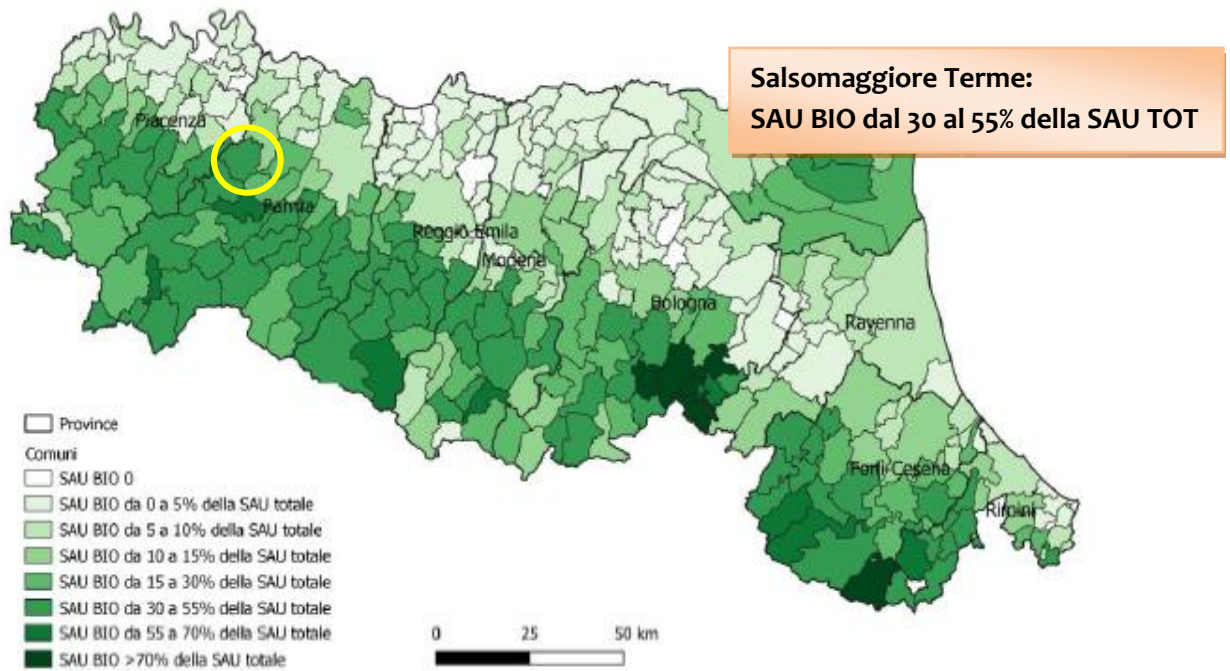 Salsomaggiore Terme:
SAU BIO dal 30 al 55% della SAU TOT
Piacenza
Parma
Reggio Emilia
Modena
Bologna
Ravenna
Forlì-Cesena
Rimini
Province
Comuni
SAU BIO 0
SAU BIO da 0 a 5% della SAU totale
SAU BIO da 5 a 10% della SAU totale
SAU BIO da 10 a 15% della SAU totale
SAU BIO da 15 a 30% della SAU totale
SAU BIO da 30 a 55% della SAU totale
SAU BIO da 55 a 70% della SAU totale
SAU BIO >70% della SAU totale
0 25 50 km